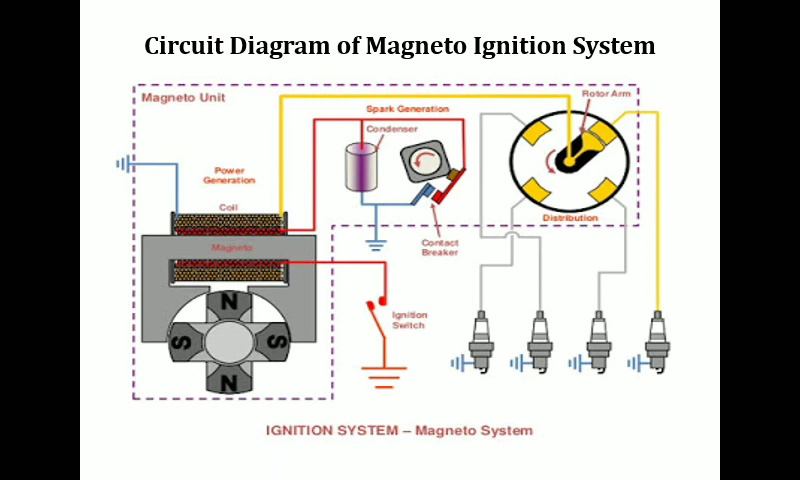 Circuit Diagram of Magneto Ignition System
Magneto Unit
Rotor Arm
Spark Generation
Condenser
Power
Generation
Coil
Distribution
Magneto
Contact
Breaker
N
S
S
N
Ignition
Switch
IGNITION SYSTEM – Magneto System